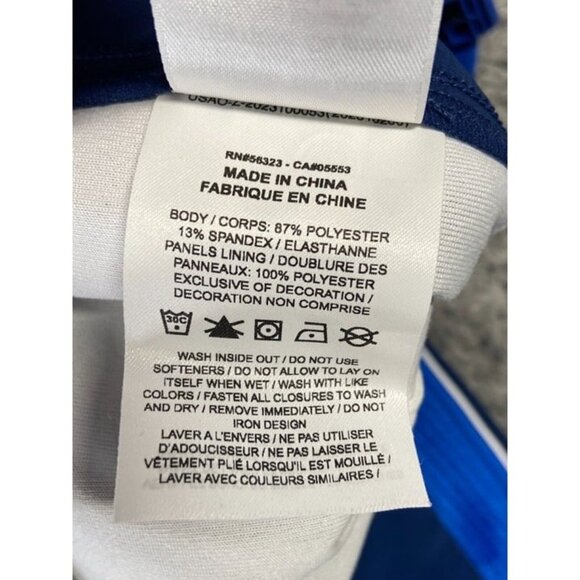 RN#56323 - CA#05553
MADE IN CHINA
FABRIQUE EN CHINE
BODY / CORPS: 87% POLYESTER
13% SPANDEX / ELASTHANNE
PANELS LINING / DOUBLURE DES
PANNEAUX: 100% POLYESTER
EXCLUSIVE OF DECORATION /
DECORATION NON COMPRISE
30C
WASH INSIDE OUT / DO NOT USE
SOFTENERS / DO NOT ALLOW TO LAY ON
ITSELF WHEN WET / WASH WITH LIKE
COLORS / FASTEN ALL CLOSURES TO WASH
AND DRY / REMOVE IMMEDIATELY / DO NOT
IRON DESIGN
LAVER A L'ENVERS / NE PAS UTILISER
D'ADOUCISSEUR / NE PAS LAISSER LE
VÊTEMENT PLIÉ LORSQU'IL EST MOUILLÉ /
LAVER AVEC COULEURS SIMILAIRES /